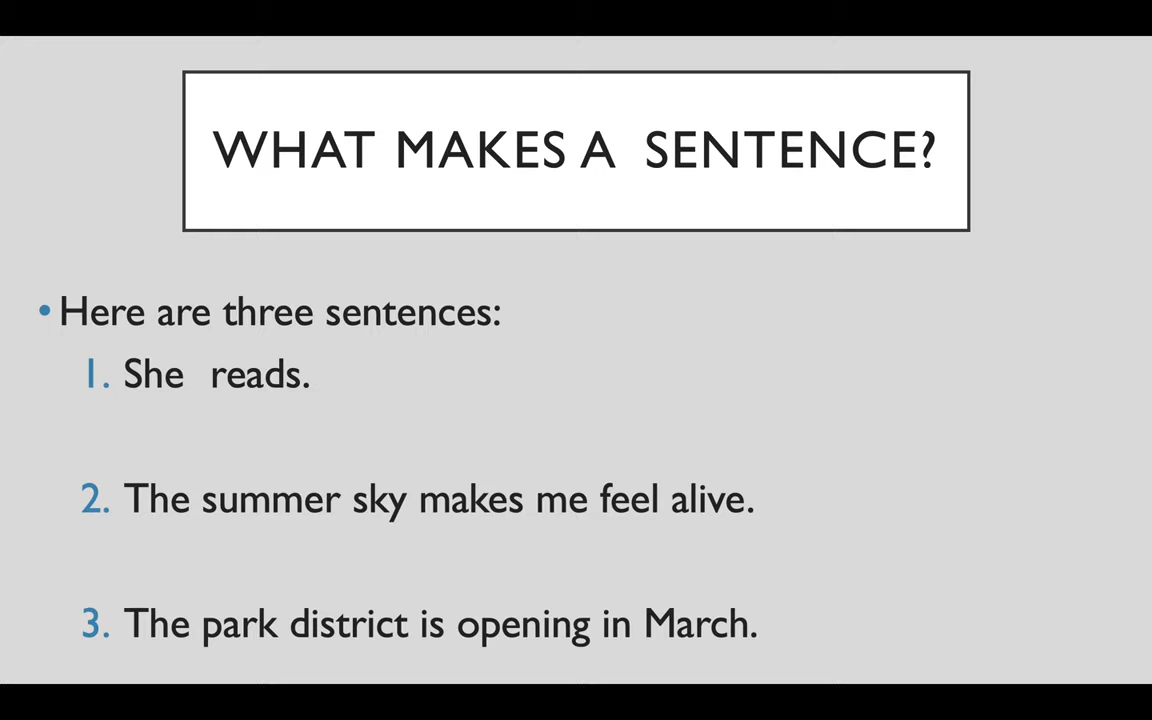 WHAT MAKES A SENTENCE?
• Here are three sentences:
1. She reads.
2. The summer sky makes me feel alive.
3. The park district is opening in March.